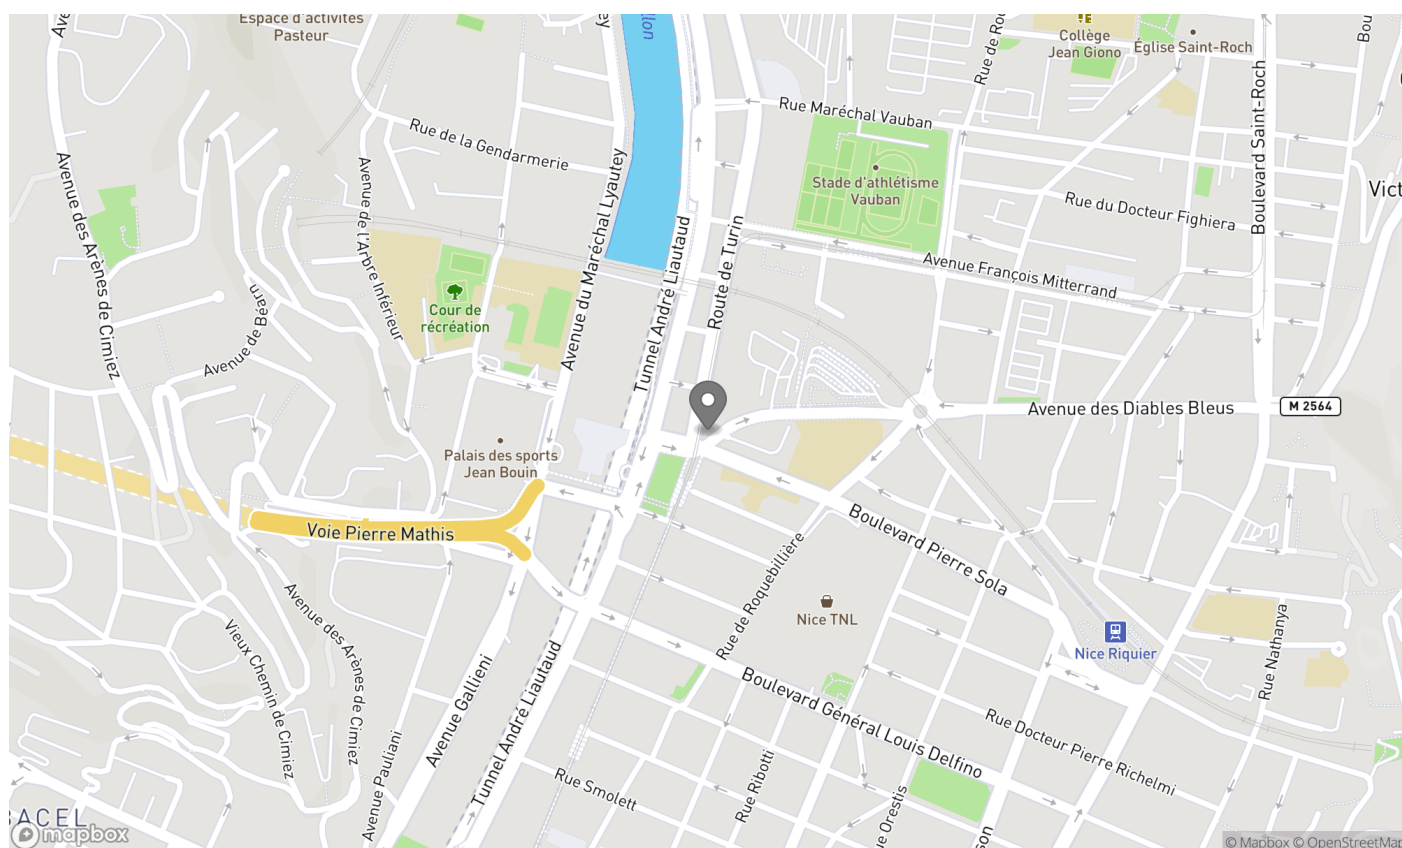 Espace d'activités
Pasteur
Collège
Jean Giono
Église Saint-Roch
Rue Maréchal Vauban
Rue de la Gendarmerie
Boulevard Saint-Roch
Avenue des Arènes de Cimiez
Avenue de l'Arbre Inférieur
Avenue du Maréchal Lyautey
Stade d'athlétisme
Vauban
Rue du Docteur Fighiera
Avenue François Mitterrand
Route de Turin
Tunnel André Liautaud
Cour de
récréation
Avenue de Béarn
Avenue des Diables Bleus
M 2564
Palais des sports
Jean Bouin
Voie Pierre Mathis
Boulevard Pierre Sola
Rue de Roquebillière
Nice TNL
Nice Riquier
Rue Nathanya
Avenue des Arènes de Cimiez
Vieux Chemin de Cimiez
Avenue Gallieni
Tunnel André Liautaud
Avenue Pauliani
Boulevard Général Louis Delfino
Rue Docteur Pierre Richelmi
Rue Smolett
Rue Ribotti
Orestis
mapbox
© Mapbox © OpenStreetMap